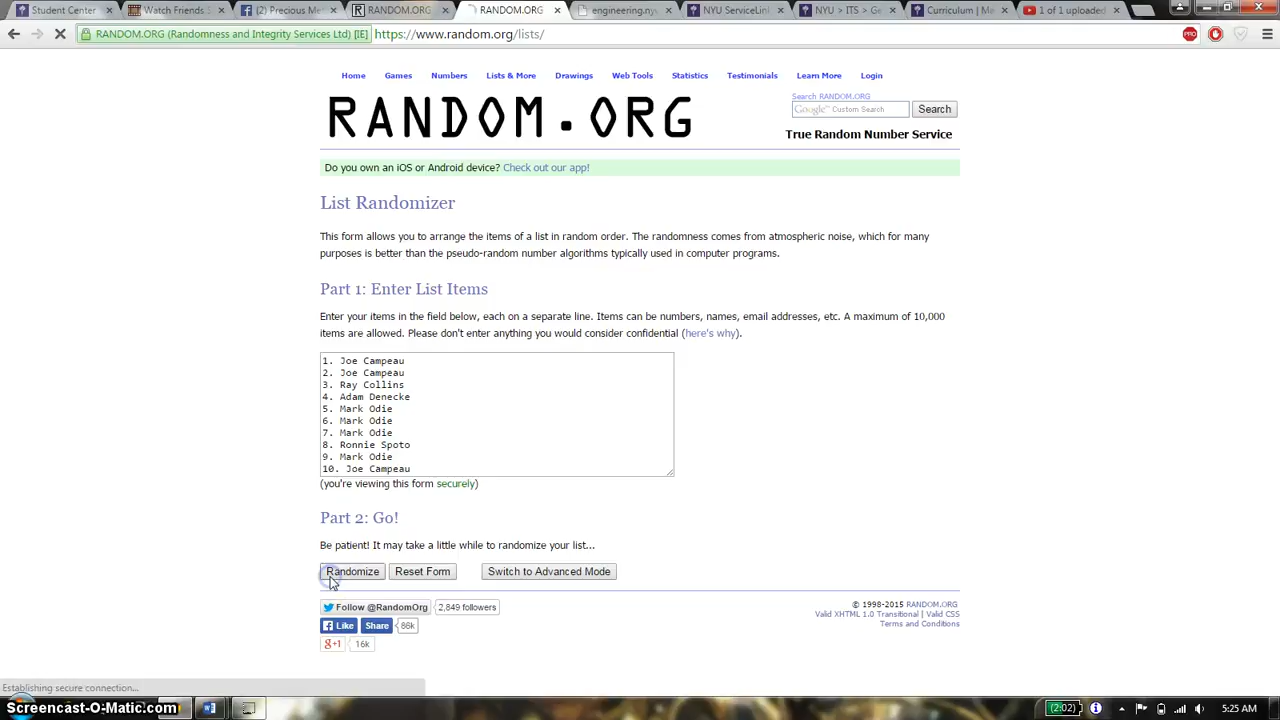 Student Center
Watch Friends S
(2) Precious Me
RANDOM.ORG
RANDOM.ORG
engineering.ny
NYU ServiceLin
NYU > ITS > Ge
Curriculum | Ma
1 of 1 uploaded
RANDOM.ORG (Randomness and Integrity Services Ltd) [IE] https://www.random.org/lists/
Home Games Numbers Lists & More Drawings Web Tools Statistics Testimonials Learn More Login
RANDOM.ORG
Search RANDOM.ORG
Google™ Custom Search Search
True Random Number Service
Do you own an iOS or Android device? Check out our app!
List Randomizer
This form allows you to arrange the items of a list in random order. The randomness comes from atmospheric noise, which for many
purposes is better than the pseudo-random number algorithms typically used in computer programs.
Part 1: Enter List Items
Enter your items in the field below, each on a separate line. Items can be numbers, names, email addresses, etc. A maximum of 10,000
items are allowed. Please don't enter anything you would consider confidential (here's why).
1. Joe Campeau
2. Joe Campeau
3. Ray Collins
4. Adam Denecke
5. Mark Odie
6. Mark Odie
7. Mark Odie
8. Ronnie Spoto
9. Mark Odie
10. Joe Campeau
(you're viewing this form securely)
Part 2: Go!
Be patient! It may take a little while to randomize your list...
Randomize Reset Form Switch to Advanced Mode
Follow @RandomOrg 2,849 followers
Like Share 86k
g+1 16k
© 1998-2015 RANDOM.ORG
Valid XHTML 1.0 Transitional | Valid CSS
Terms and Conditions
Establishing secure connection...
Screencast-O-Matic.com
(2:02) 5:25 AM